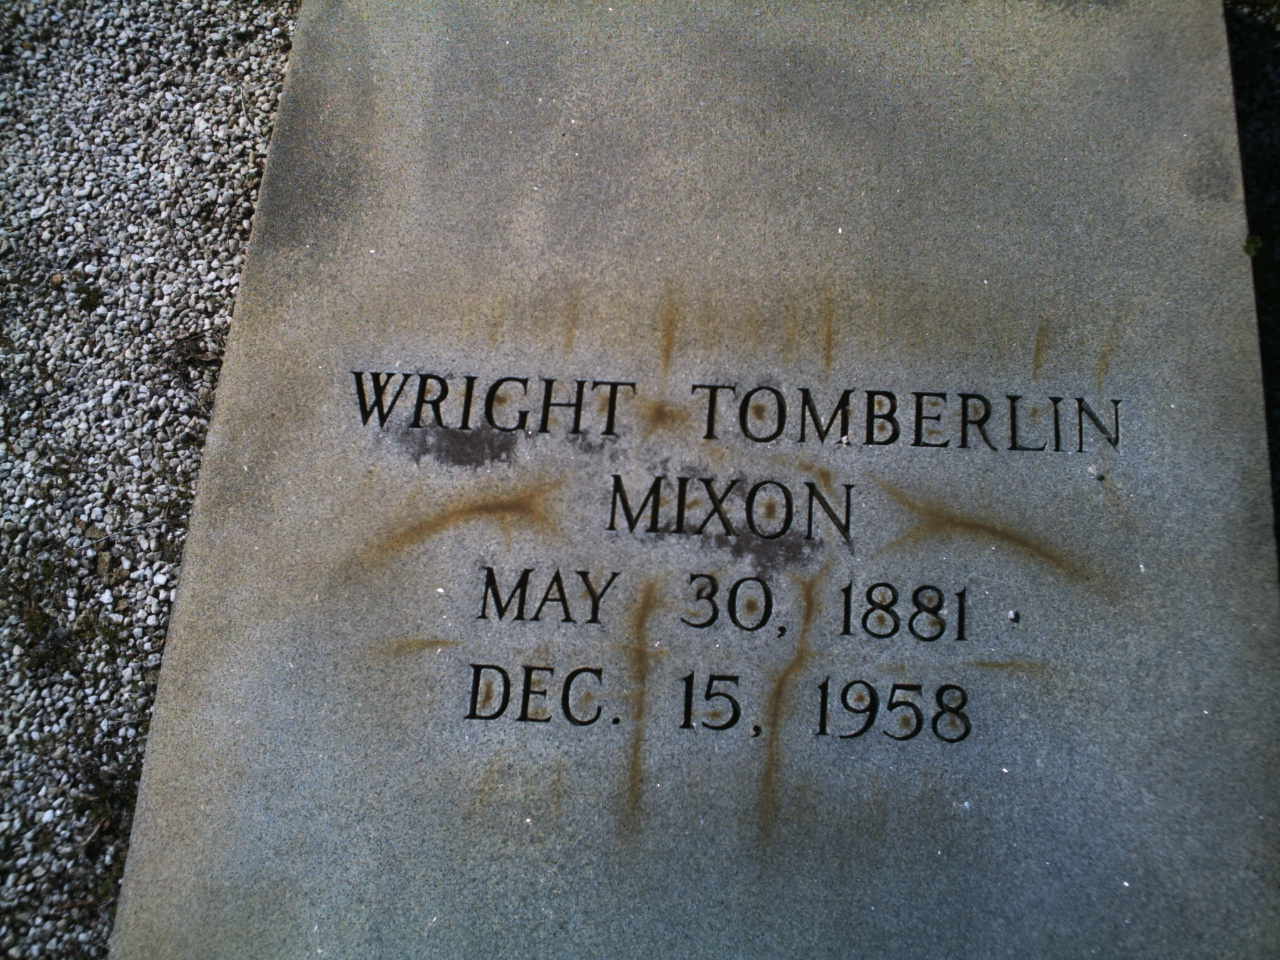 WRIGHT TOMBERLIN
MIXON
MAY 30, 1881
DEC. 15, 1958